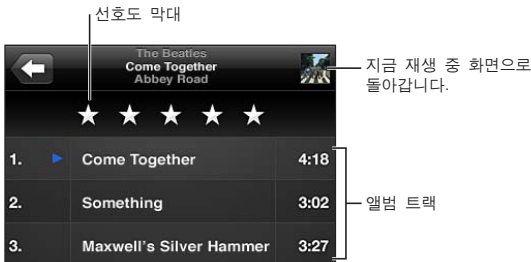 선호도 막대
The Beatles
Come Together
Abbey Road
지금 재생 중 화면으로
돌아갑니다.
1. Come Together 4:18
2. Something 3:02
3. Maxwell's Silver Hammer 3:27
앨범 트랙